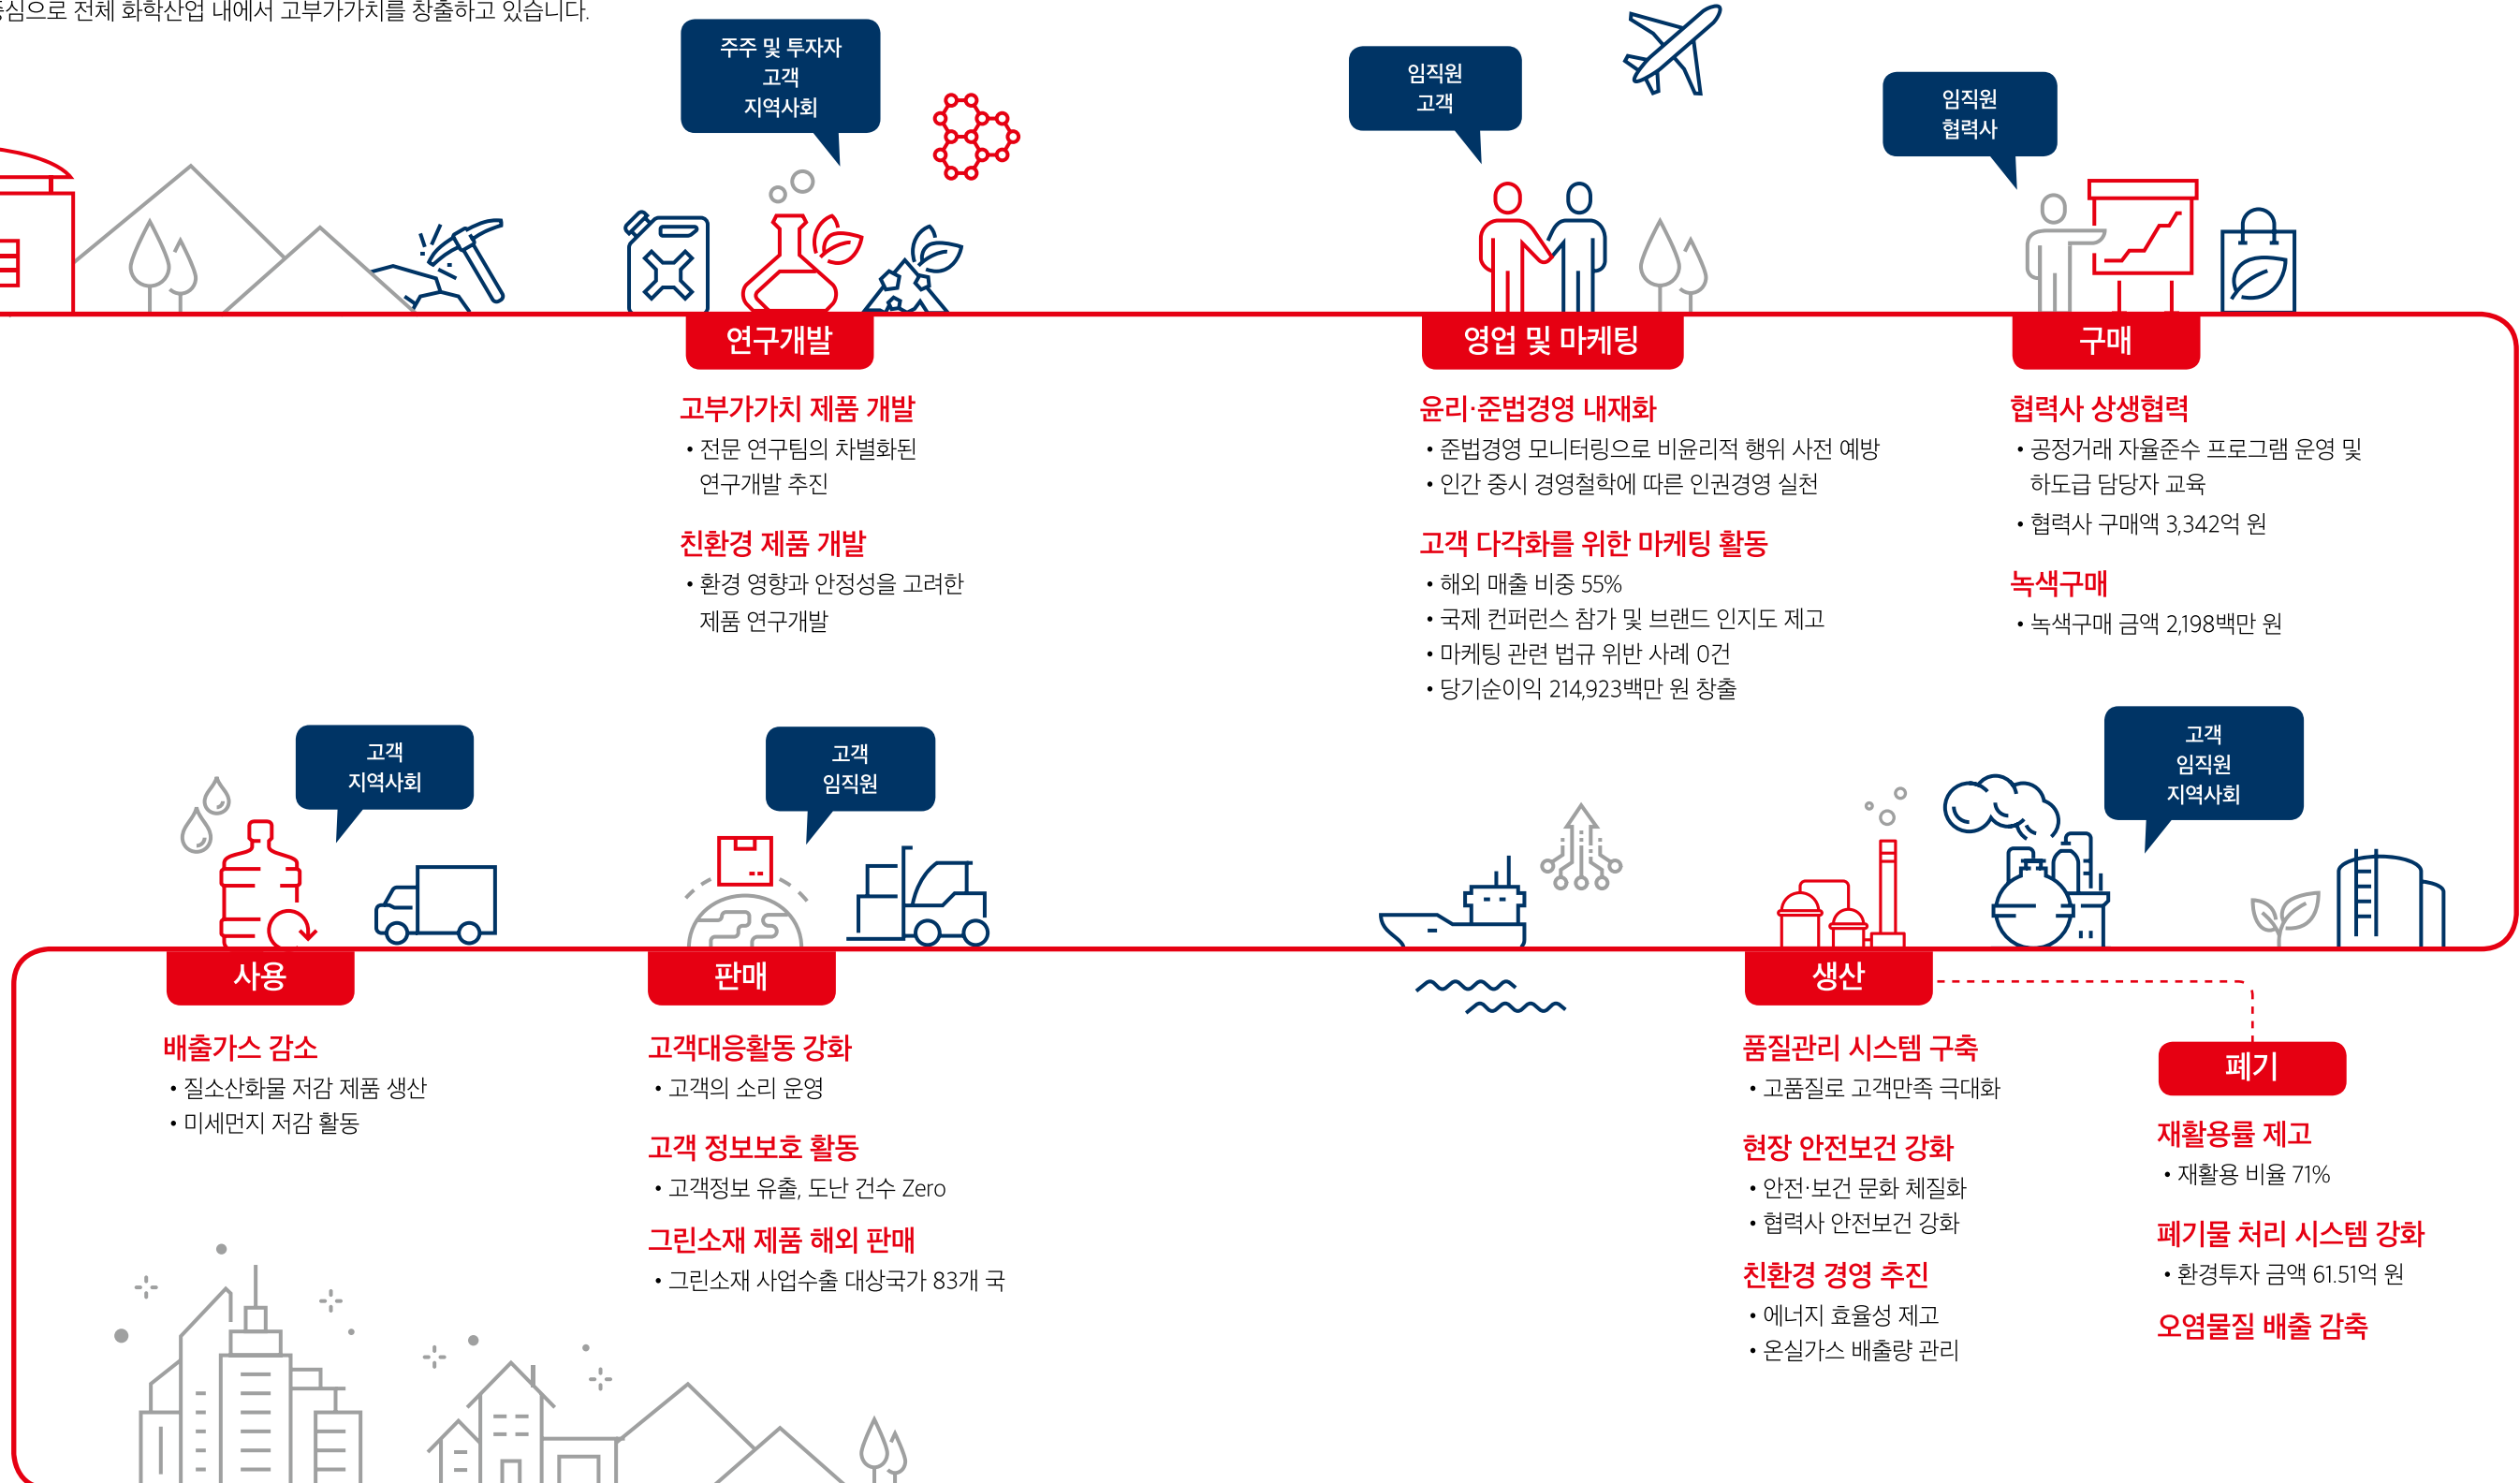 중심으로 전체 화학산업 내에서 고부가가치를 창출하고 있습니다.
주주 및 투자자
고객
지역사회
연구개발
고부가가치 제품 개발
• 전문 연구팀의 차별화된
연구개발 추진
친환경 제품 개발
• 환경 영향과 안정성을 고려한
제품 연구개발
임직원
고객
영업 및 마케팅
윤리·준법경영 내재화
• 준법경영 모니터링으로 비윤리적 행위 사전 예방
• 인간 중시 경영철학에 따른 인권경영 실천
고객 다각화를 위한 마케팅 활동
• 해외 매출 비중 55%
• 국제 컨퍼런스 참가 및 브랜드 인지도 제고
• 마케팅 관련 법규 위반 사례 0건
• 당기순이익 214,923백만 원 창출
임직원
협력사
구매
협력사 상생협력
• 공정거래 자율준수 프로그램 운영 및
하도급 담당자 교육
• 협력사 구매액 3,342억 원
녹색구매
• 녹색구매 금액 2,198백만 원
고객
지역사회
사용
배출가스 감소
• 질소산화물 저감 제품 생산
• 미세먼지 저감 활동
고객
임직원
판매
고객대응활동 강화
• 고객의 소리 운영
고객 정보보호 활동
• 고객정보 유출, 도난 건수 Zero
그린소재 제품 해외 판매
• 그린소재 사업수출 대상국가 83개 국
고객
임직원
지역사회
생산
품질관리 시스템 구축
• 고품질로 고객만족 극대화
현장 안전보건 강화
• 안전·보건 문화 체질화
• 협력사 안전보건 강화
친환경 경영 추진
• 에너지 효율성 제고
• 온실가스 배출량 관리
폐기
재활용률 제고
• 재활용 비율 71%
폐기물 처리 시스템 강화
• 환경투자 금액 61.51억 원
오염물질 배출 감축